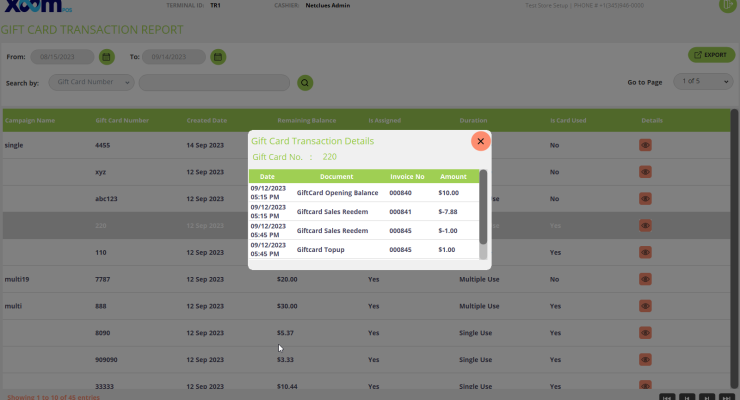 xoom POS TERMINAL ID: TR1 CASHIER: Netclues Admin Test Store Setup | PHONE # +1(345)946-0000
GIFT CARD TRANSACTION REPORT
From: 08/15/2023 To: 09/14/2023 EXPORT
Search by: Gift Card Number Go to Page 1 of 5
Campaign Name Gift Card Number Created Date Remaining Balance Is Assigned Duration Is Card Used Details
single 4455 14 Sep 2023 No
xyz 12 Sep 2023 No
abc123 12 Sep 2023 No
220 12 Sep 2023 Yes
110 12 Sep 2023 Yes
multi19 7787 12 Sep 2023 $20.00 Yes Multiple Use No
multi 888 12 Sep 2023 $30.00 Yes Multiple Use Yes
8090 12 Sep 2023 $5.37 Yes Single Use Yes
909090 12 Sep 2023 $3.33 Yes Single Use Yes
33333 12 Sep 2023 $10.44 Yes Single Use Yes
Showing 1 to 10 of 45 entries
Gift Card Transaction Details
Gift Card No. : 220
Date Document Invoice No Amount
09/12/2023 05:15 PM GiftCard Opening Balance 000840 $10.00
09/12/2023 05:15 PM Giftcard Sales Reedem 000841 $-7.88
09/12/2023 05:45 PM Giftcard Sales Reedem 000845 $-1.00
09/12/2023 05:45 PM Giftcard Topup 000845 $1.00